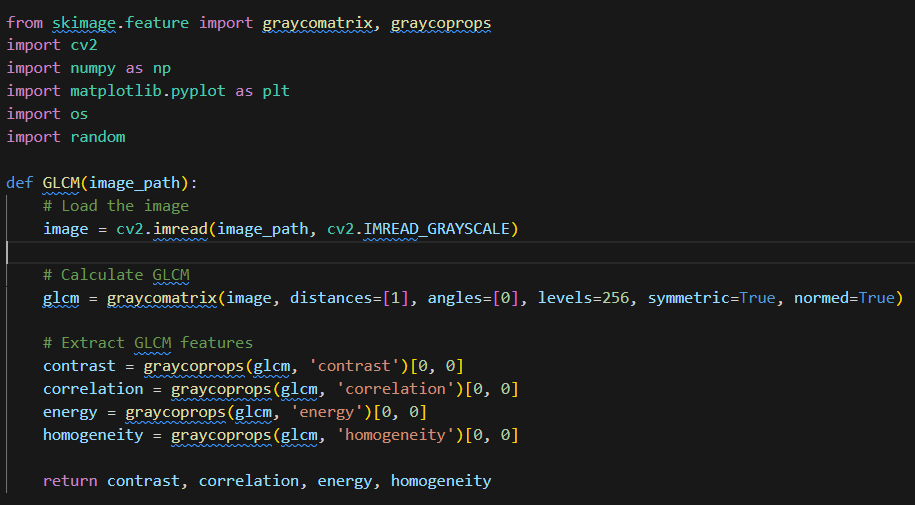 from skimage.feature import graycomatrix, graycoprops
import cv2
import numpy as np
import matplotlib.pyplot as plt
import os
import random

def GLCM(image_path):
    # Load the image
    image = cv2.imread(image_path, cv2.IMREAD_GRAYSCALE)

    # Calculate GLCM
    glcm = graycomatrix(image, distances=[1], angles=[0], levels=256, symmetric=True, normed=True)

    # Extract GLCM features
    contrast = graycoprops(glcm, 'contrast')[0, 0]
    correlation = graycoprops(glcm, 'correlation')[0, 0]
    energy = graycoprops(glcm, 'energy')[0, 0]
    homogeneity = graycoprops(glcm, 'homogeneity')[0, 0]

    return contrast, correlation, energy, homogeneity